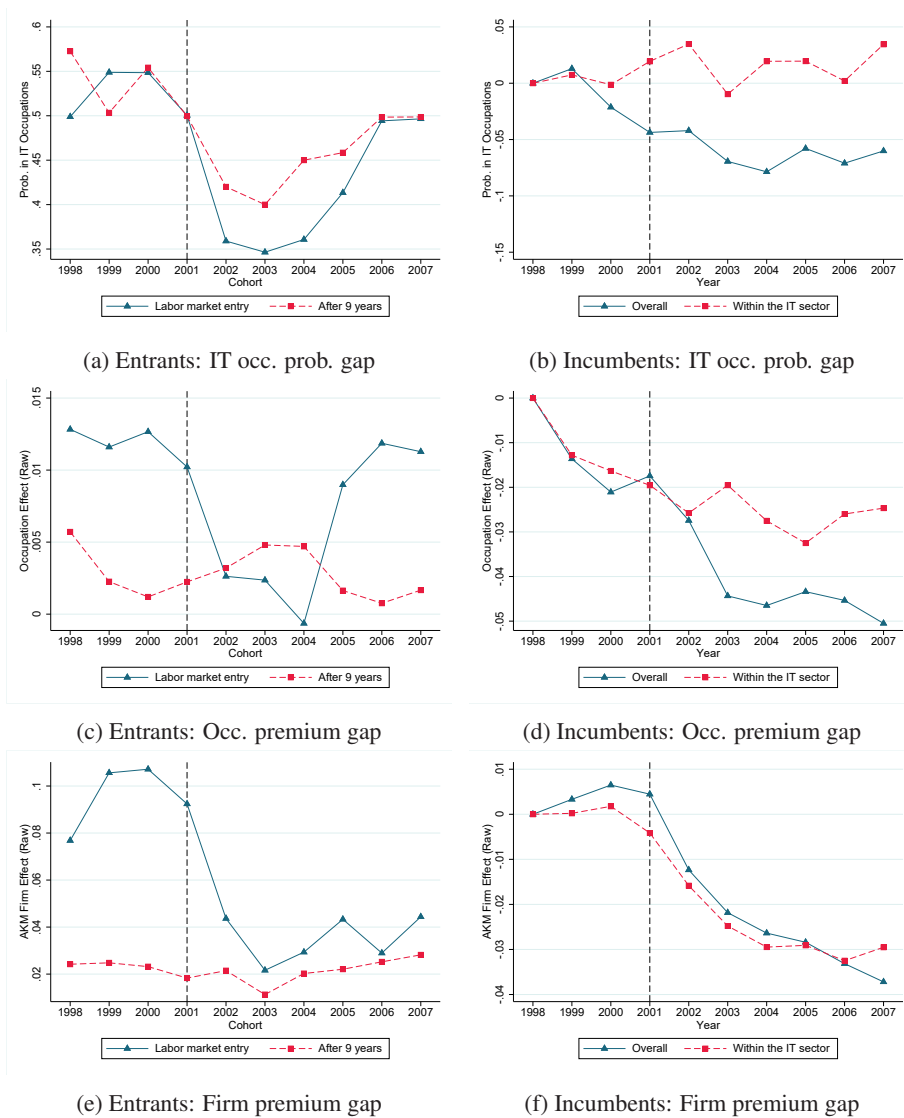 Prob. in IT Occupations
.6
.55
.5
.45
.4
.35
1998 1999 2000 2001 2002 2003 2004 2005 2006 2007
Cohort
Labor market entry After 9 years
(a) Entrants: IT occ. prob. gap
Prob. in IT Occupations
.05
0
-.05
-.1
-.15
1998 1999 2000 2001 2002 2003 2004 2005 2006 2007
Year
Overall Within the IT sector
(b) Incumbents: IT occ. prob. gap
Occupation Effect (Raw)
.015
.01
.005
0
1998 1999 2000 2001 2002 2003 2004 2005 2006 2007
Cohort
Labor market entry After 9 years
(c) Entrants: Occ. premium gap
Occupation Effect (Raw)
0
-.01
-.02
-.03
-.04
-.05
1998 1999 2000 2001 2002 2003 2004 2005 2006 2007
Year
Overall Within the IT sector
(d) Incumbents: Occ. premium gap
AKM Firm Effect (Raw)
.1
.08
.06
.04
.02
1998 1999 2000 2001 2002 2003 2004 2005 2006 2007
Cohort
Labor market entry After 9 years
(e) Entrants: Firm premium gap
AKM Firm Effect (Raw)
.01
0
-.01
-.02
-.03
-.04
1998 1999 2000 2001 2002 2003 2004 2005 2006 2007
Year
Overall Within the IT sector
(f) Incumbents: Firm premium gap